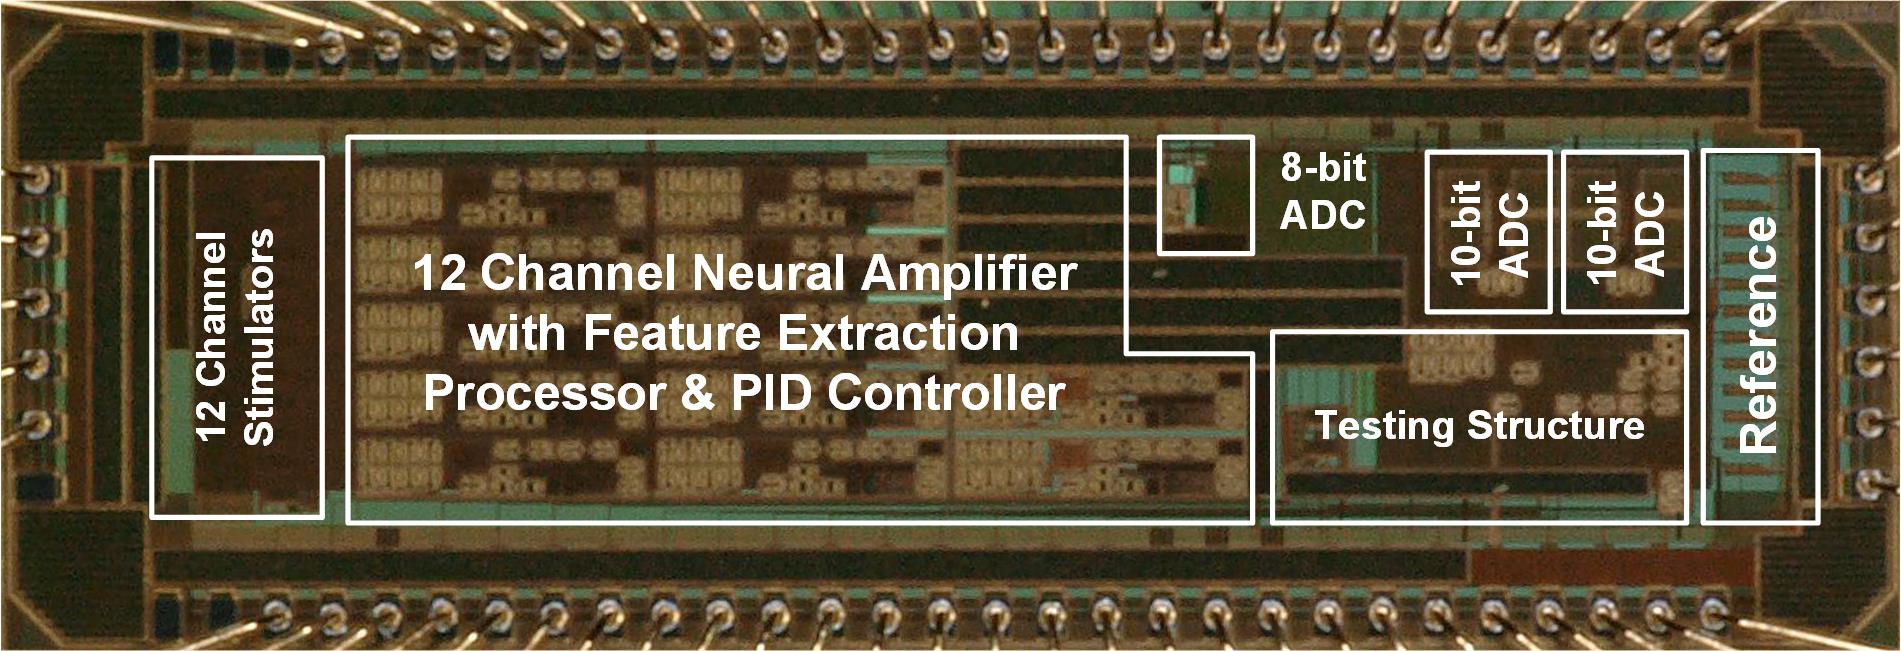 12 Channel
Stimulators
12 Channel Neural Amplifier
with Feature Extraction
Processor & PID Controller
8-bit
ADC
10-bit
ADC
10-bit
ADC
Testing Structure
Reference